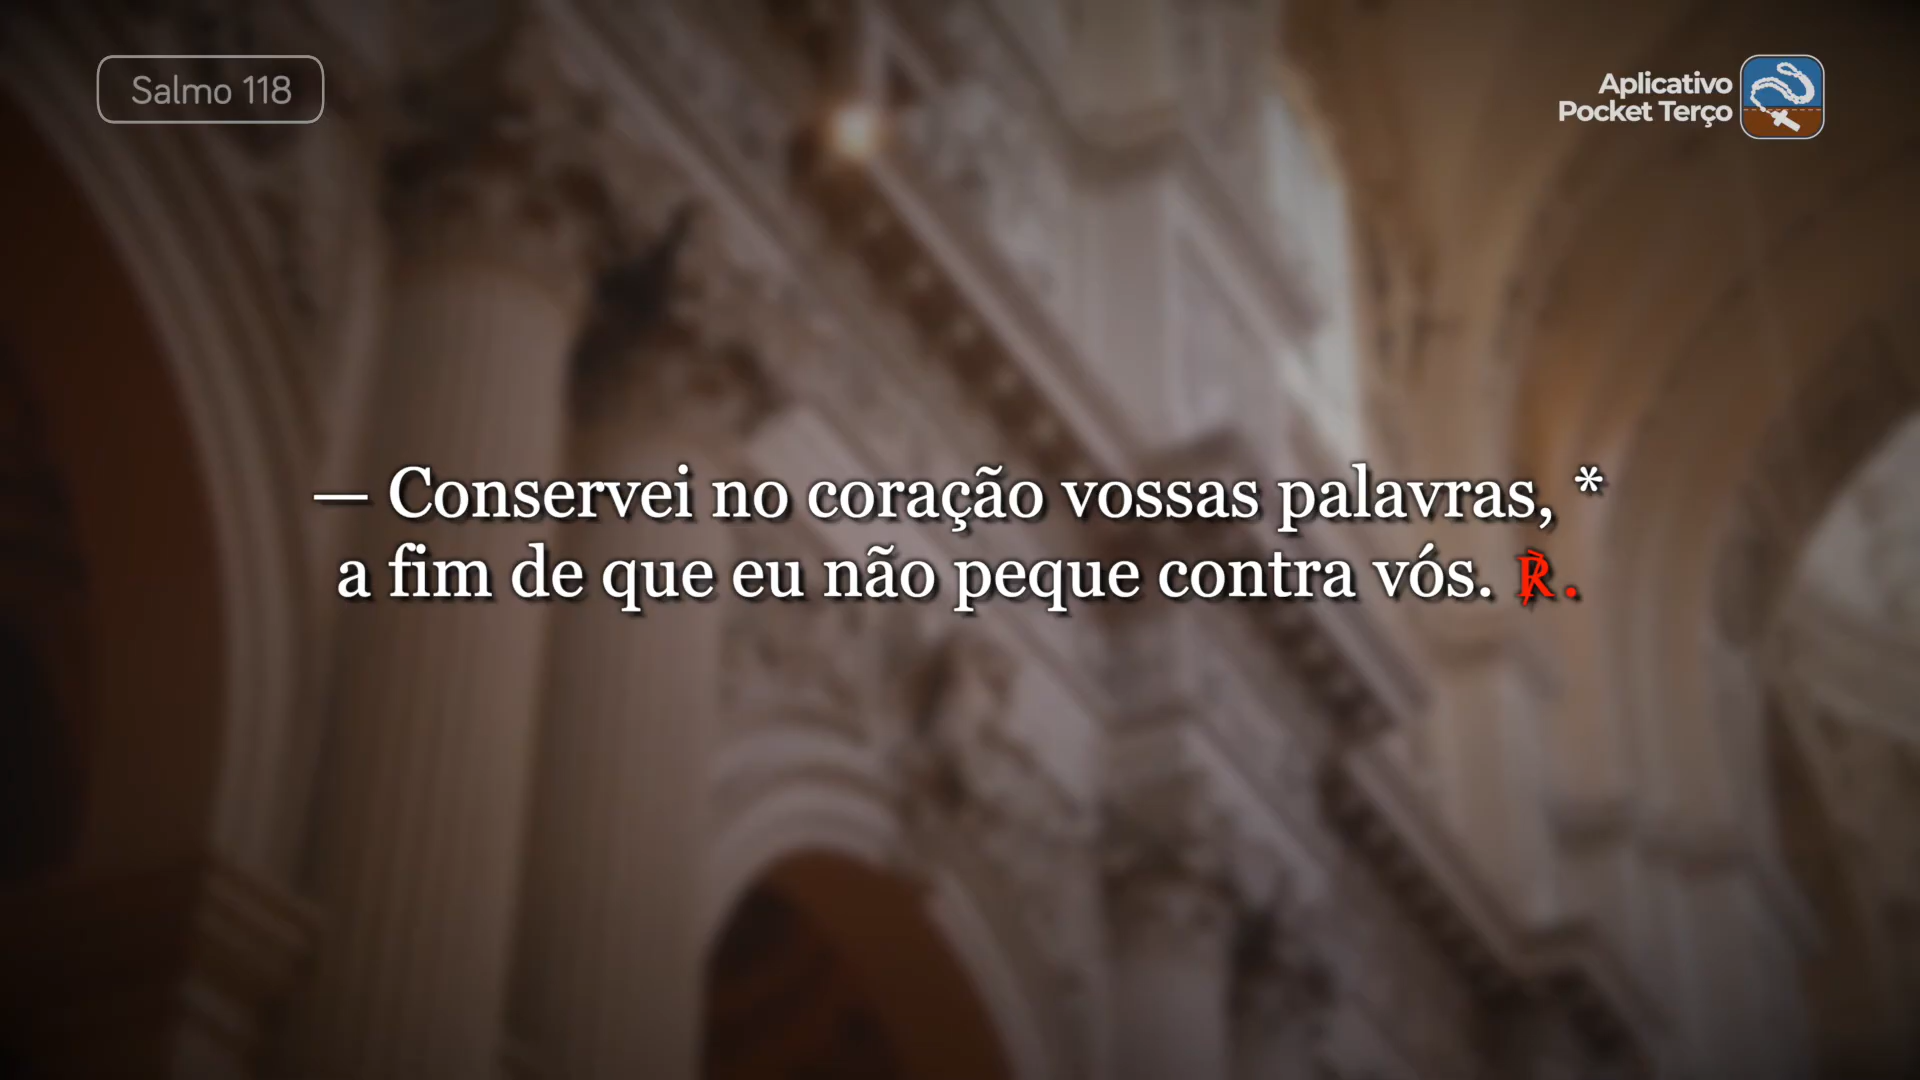 Salmo 118
Aplicativo
Pocket Terço
— Conservei no coração vossas palavras, *
a fim de que eu não peque contra vós. ℟.